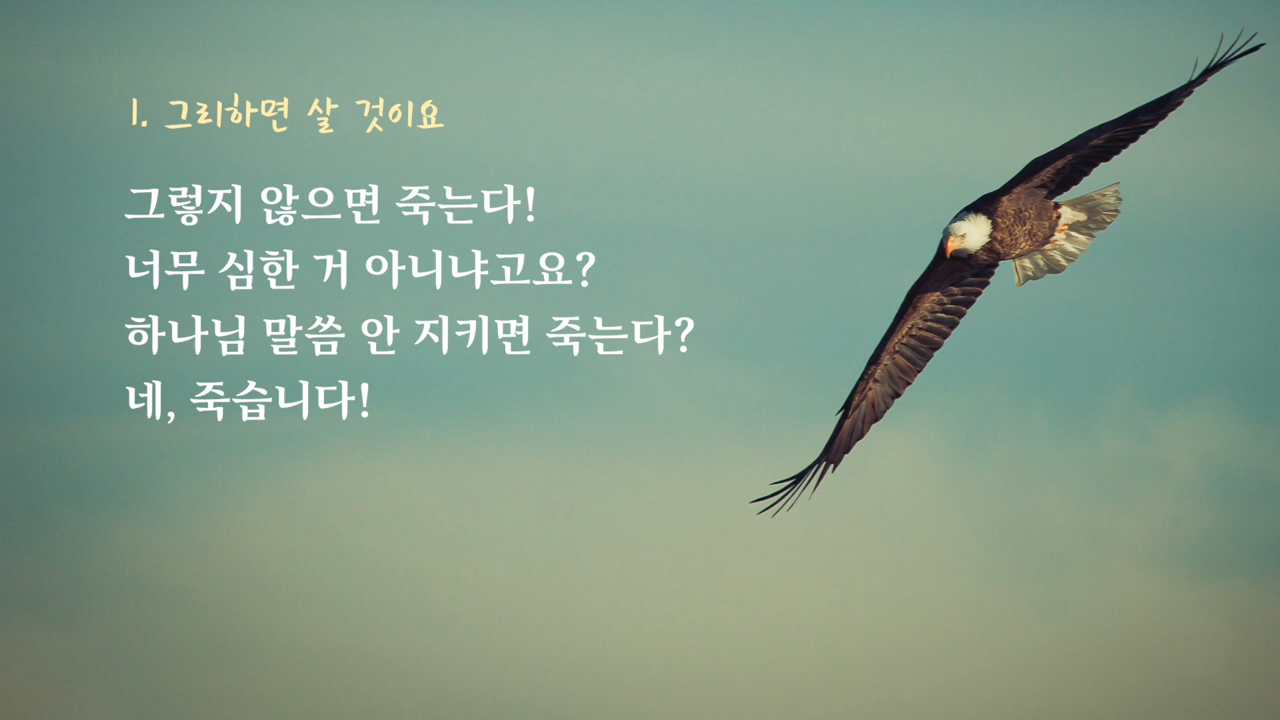 1. 그리하면 살 것이요
그렇지 않으면 죽는다!
너무 심한 거 아니냐고요?
하나님 말씀 안 지키면 죽는다?
네, 죽습니다!